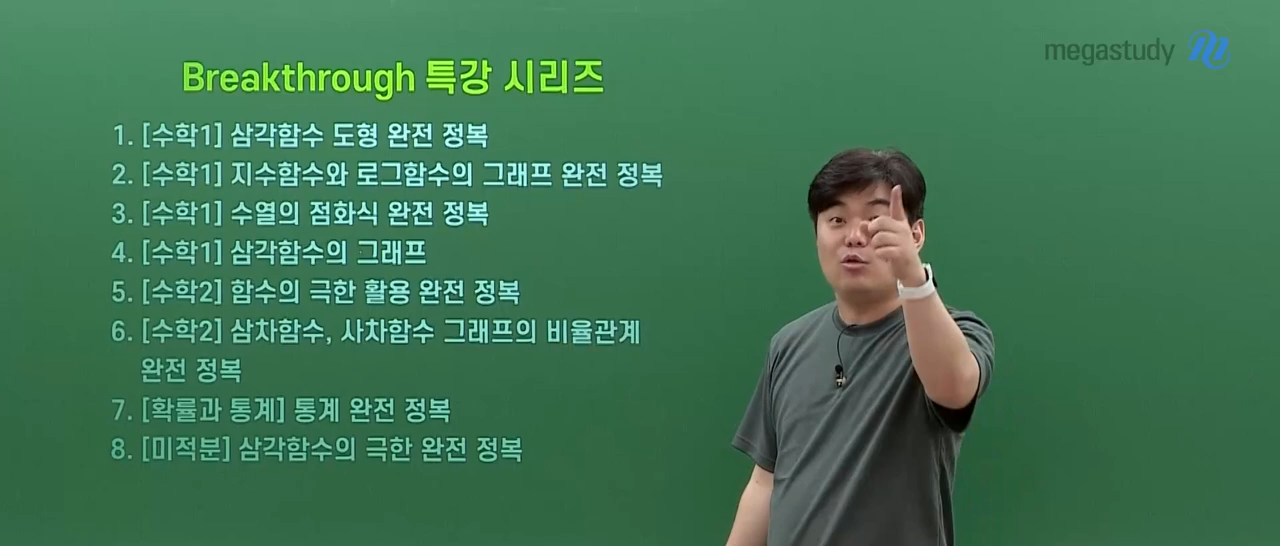 megastudy
Breakthrough 특강 시리즈
1. [수학1] 삼각함수 도형 완전 정복
2. [수학1] 지수함수와 로그함수의 그래프 완전 정복
3. [수학1] 수열의 점화식 완전 정복
4. [수학1] 삼각함수의 그래프
5. [수학2] 함수의 극한 활용 완전 정복
6. [수학2] 삼차함수, 사차함수 그래프의 비율관계
완전 정복
7. [확률과 통계] 통계 완전 정복
8. [미적분] 삼각함수의 극한 완전 정복